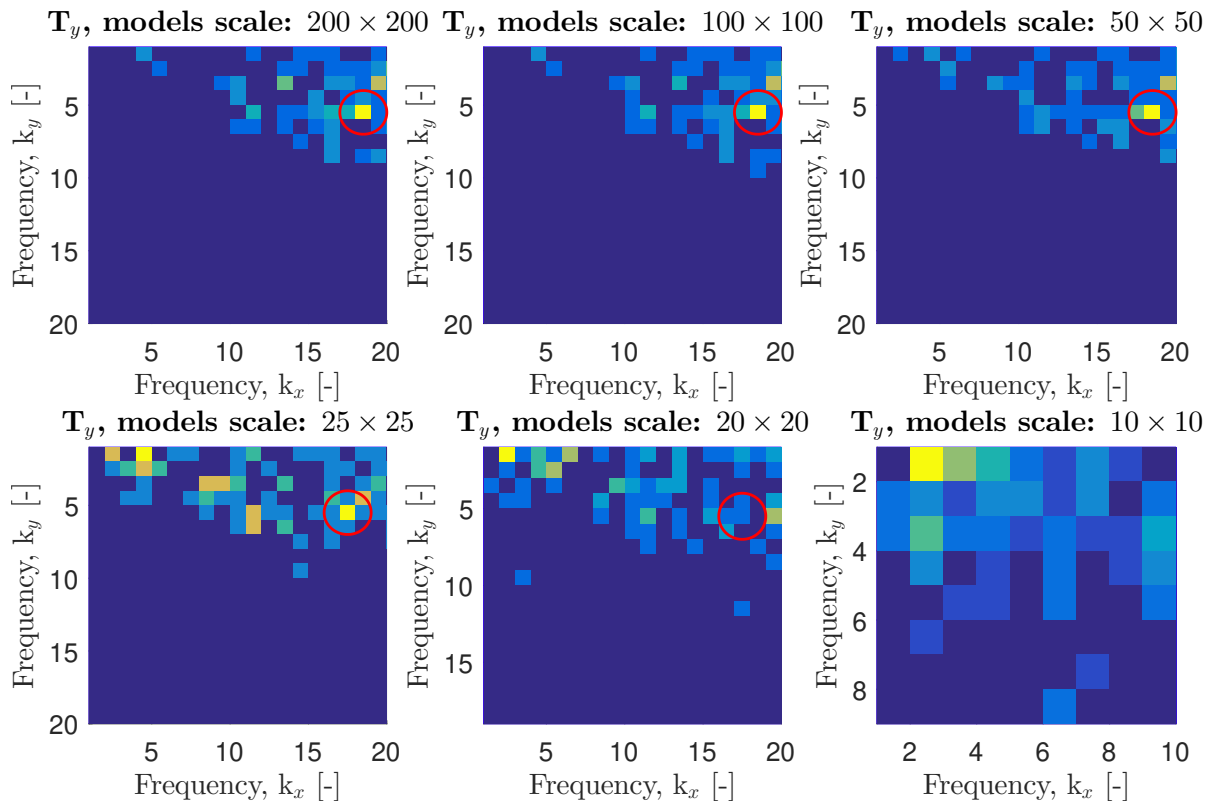 T_y, models scale: 200 × 200
T_y, models scale: 100 × 100
T_y, models scale: 50 × 50
Frequency, k_y [-]
5
10
15
20
5 10 15 20
Frequency, k_x [-]
Frequency, k_y [-]
5
10
15
20
5 10 15 20
Frequency, k_x [-]
Frequency, k_y [-]
5
10
15
20
5 10 15 20
Frequency, k_x [-]
T_y, models scale: 25 × 25
T_y, models scale: 20 × 20
T_y, models scale: 10 × 10
Frequency, k_y [-]
5
10
15
20
5 10 15 20
Frequency, k_x [-]
Frequency, k_y [-]
5
10
15
5 10 15 20
Frequency, k_x [-]
Frequency, k_y [-]
2
4
6
8
2 4 6 8 10
Frequency, k_x [-]